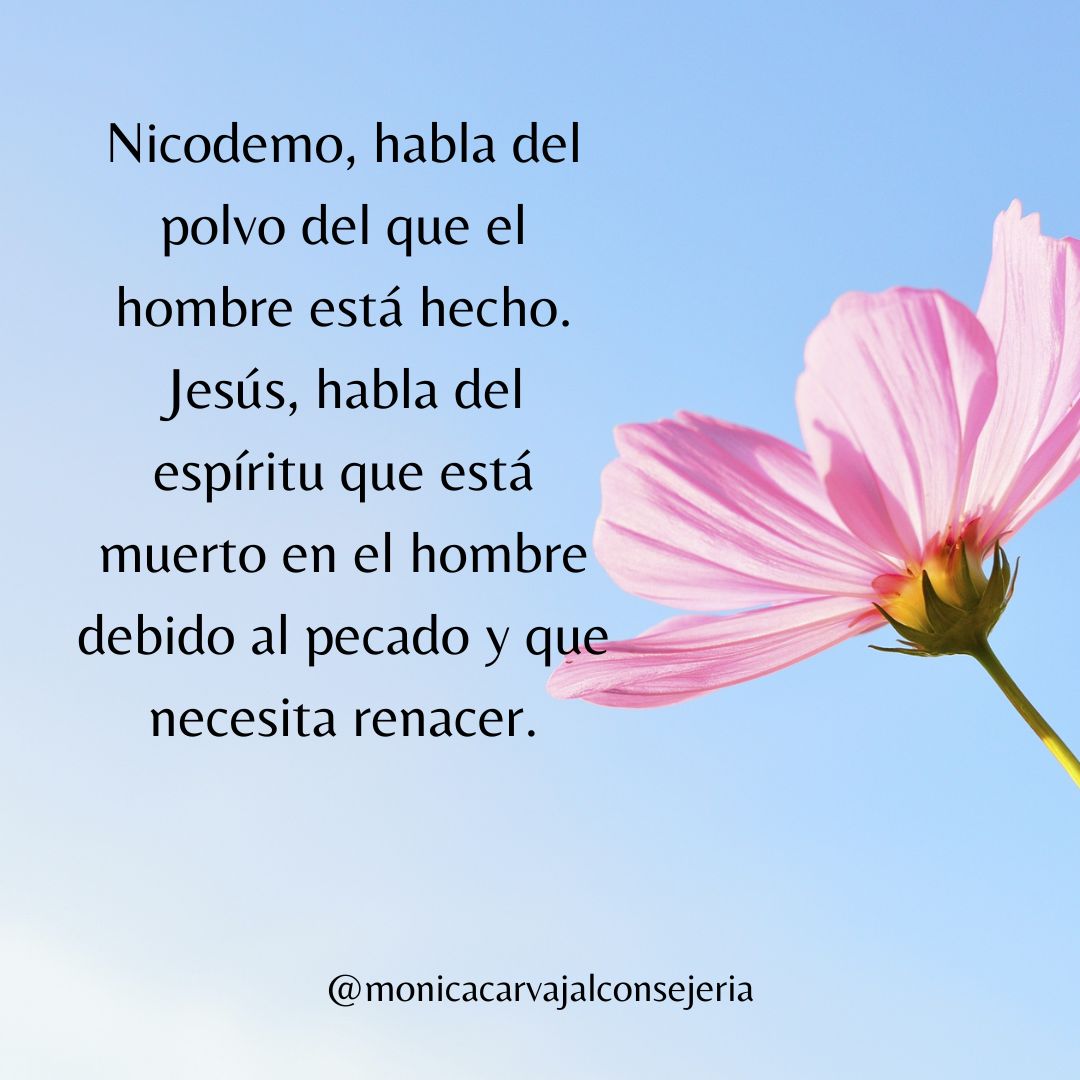 Nicodemo, habla del
polvo del que el
hombre está hecho.
Jesús, habla del
espíritu que está
muerto en el hombre
debido al pecado y que
necesita renacer.
@monicacarvajalconsejeria